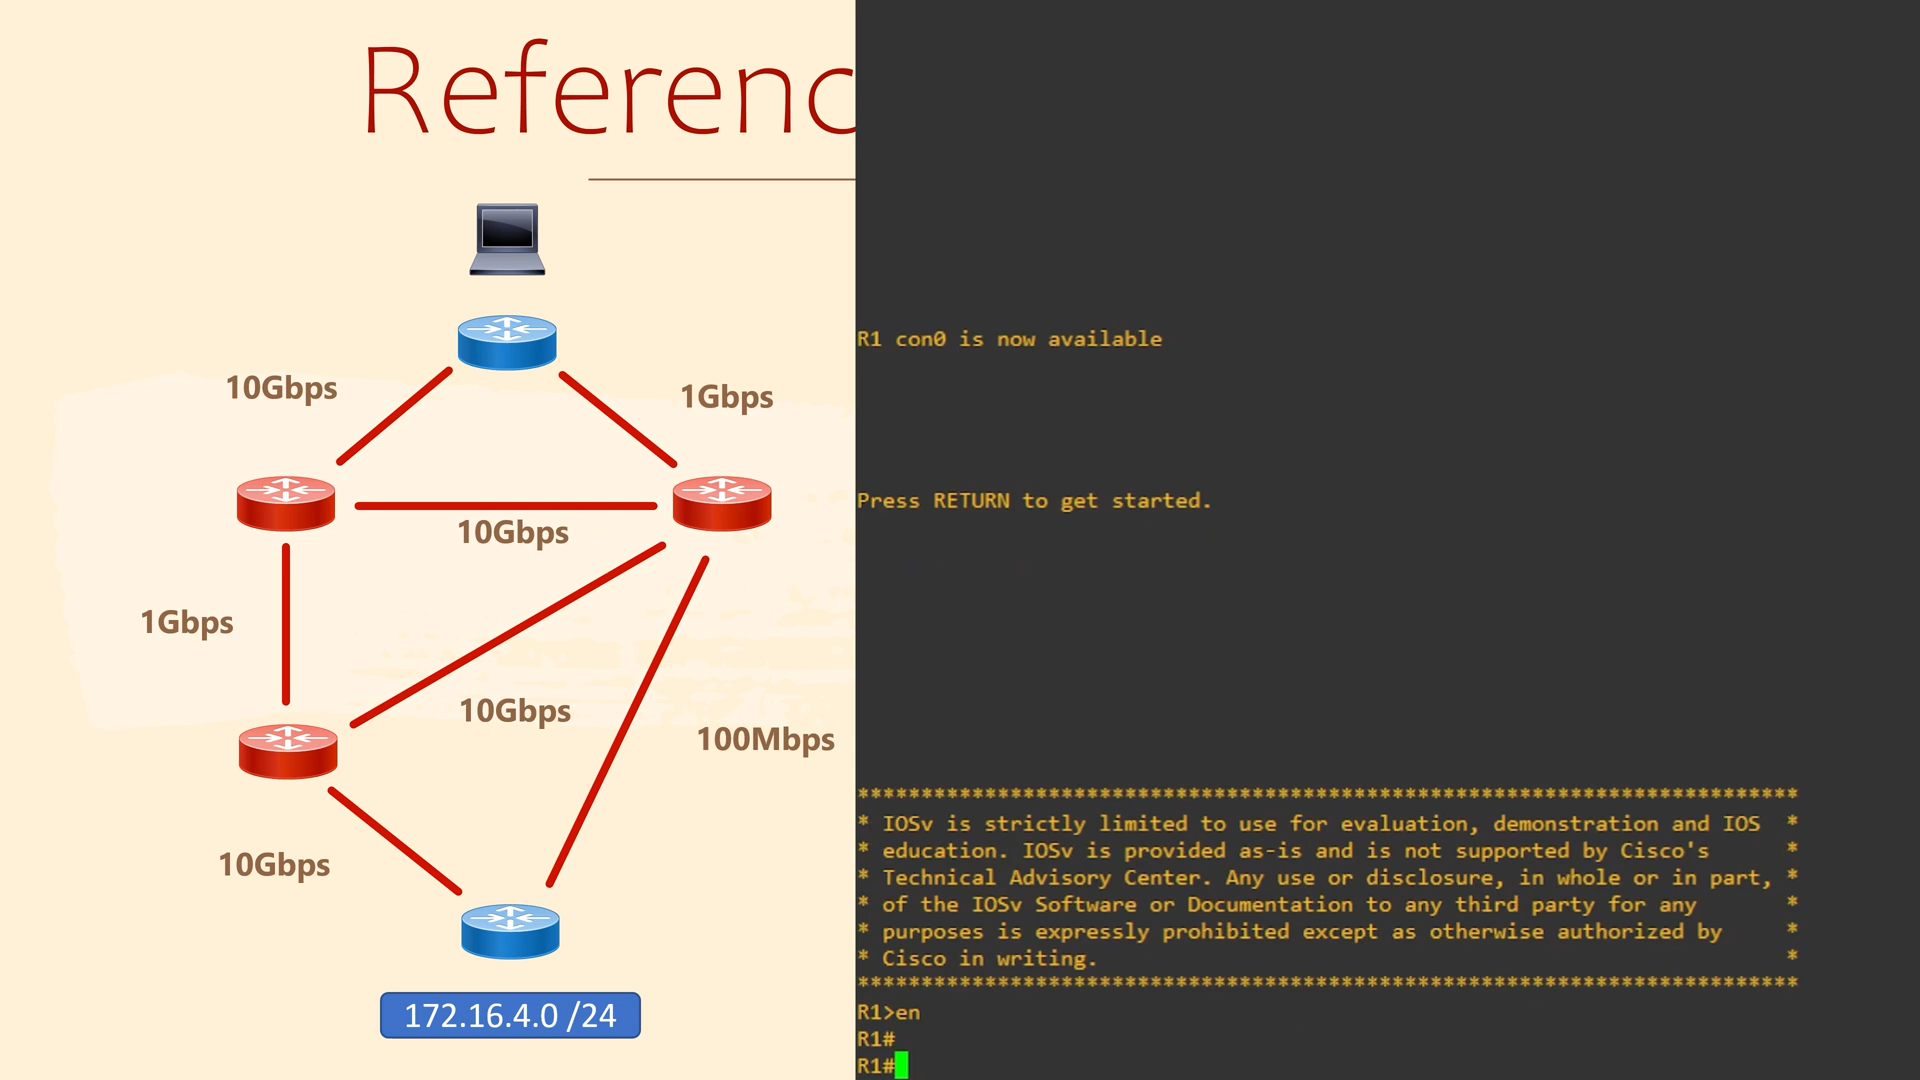 Referenc
10Gbps
1Gbps
10Gbps
1Gbps
10Gbps
100Mbps
10Gbps
172.16.4.0 /24
R1 con0 is now available
Press RETURN to get started.
**************************************************************************
* IOSv is strictly limited to use for evaluation, demonstration and IOS  *
* education. IOSv is provided as-is and is not supported by Cisco's      *
* Technical Advisory Center. Any use or disclosure, in whole or in part, *
* of the IOSv Software or Documentation to any third party for any       *
* purposes is expressly prohibited except as otherwise authorized by     *
* Cisco in writing.                                                      *
**************************************************************************
R1>en
R1#
R1#